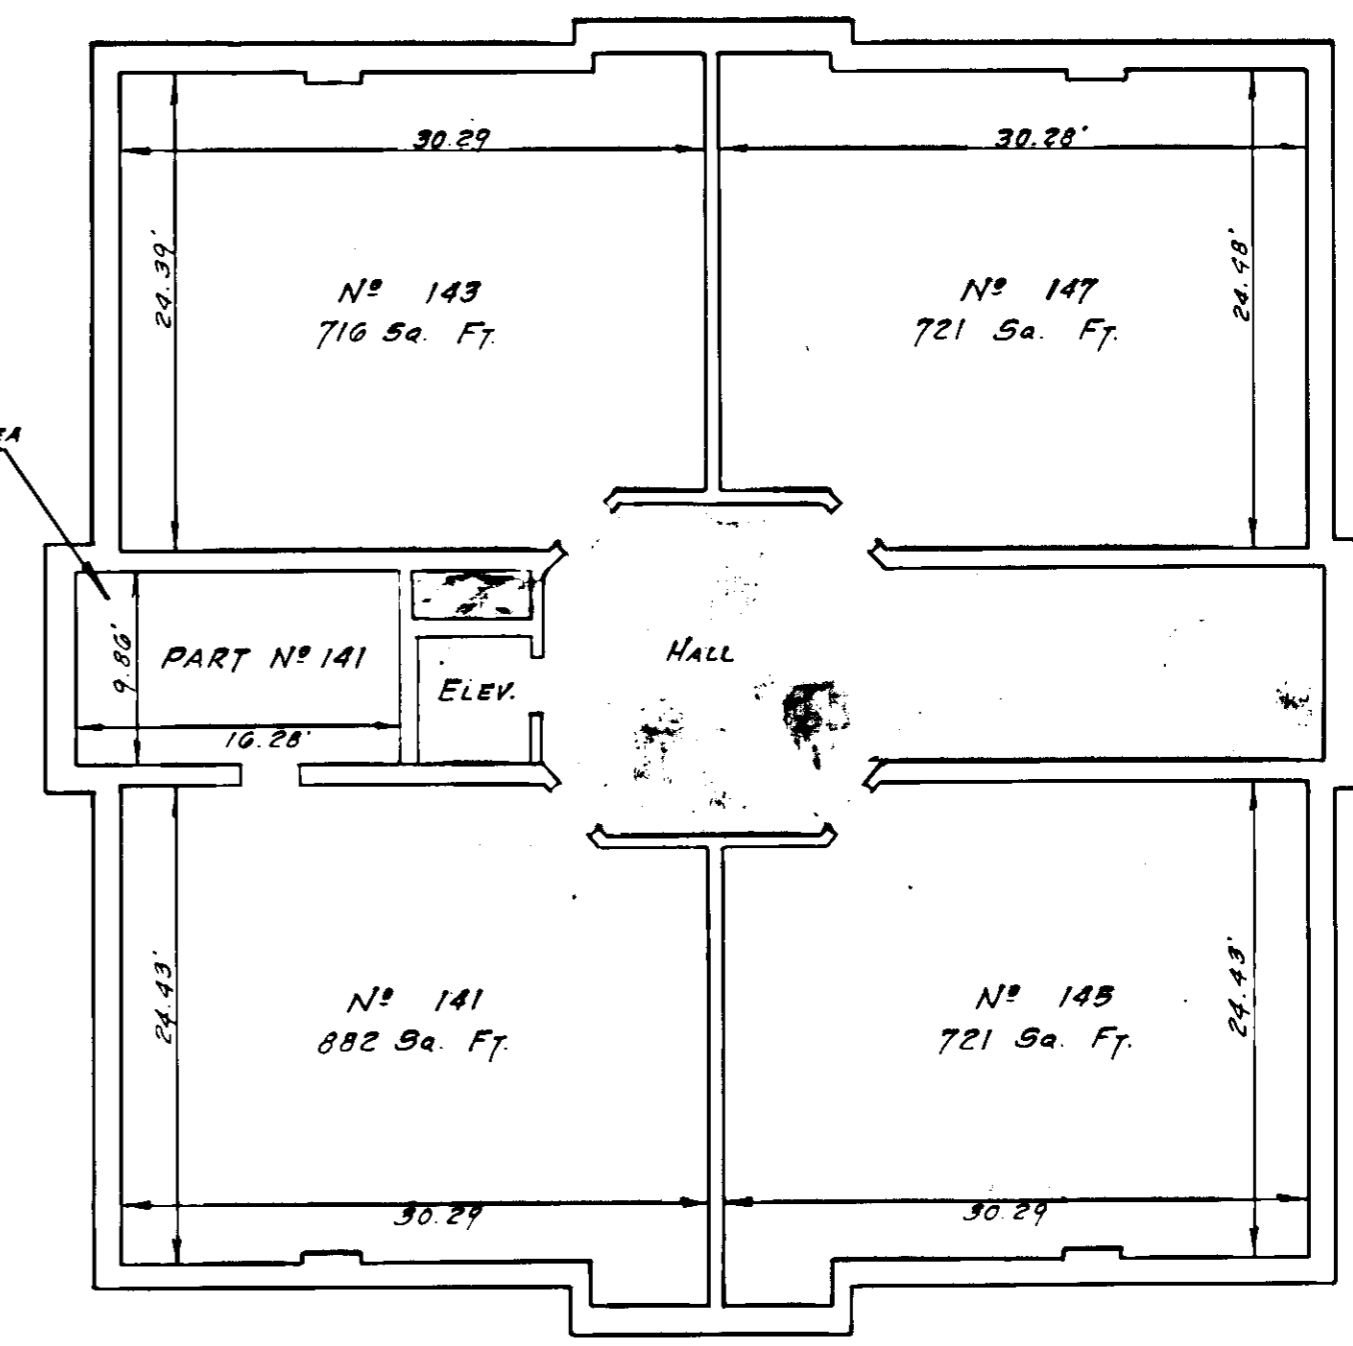 30.29
30.28'
24.39'
24.48'
Nº 143
716 Sq. Ft.
Nº 147
721 Sq. Ft.
9.86'
PART Nº 141
16.28'
ELEV.
HALL
24.43'
24.43'
Nº 141
882 Sq. Ft.
Nº 145
721 Sq. Ft.
30.29
30.29